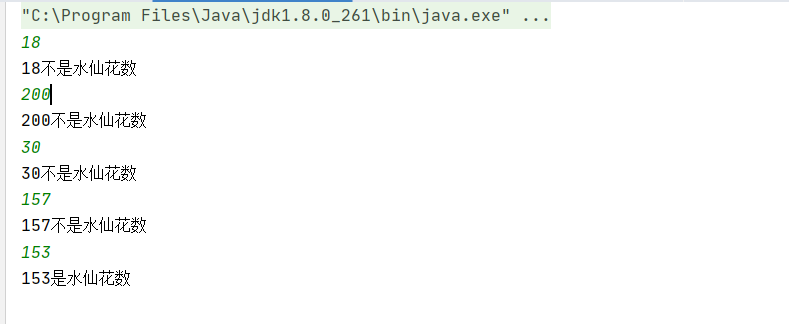 "C:\Program Files\Java\jdk1.8.0_261\bin\java.exe" ...
18
18不是水仙花数
200
200不是水仙花数
30
30不是水仙花数
157
157不是水仙花数
153
153是水仙花数